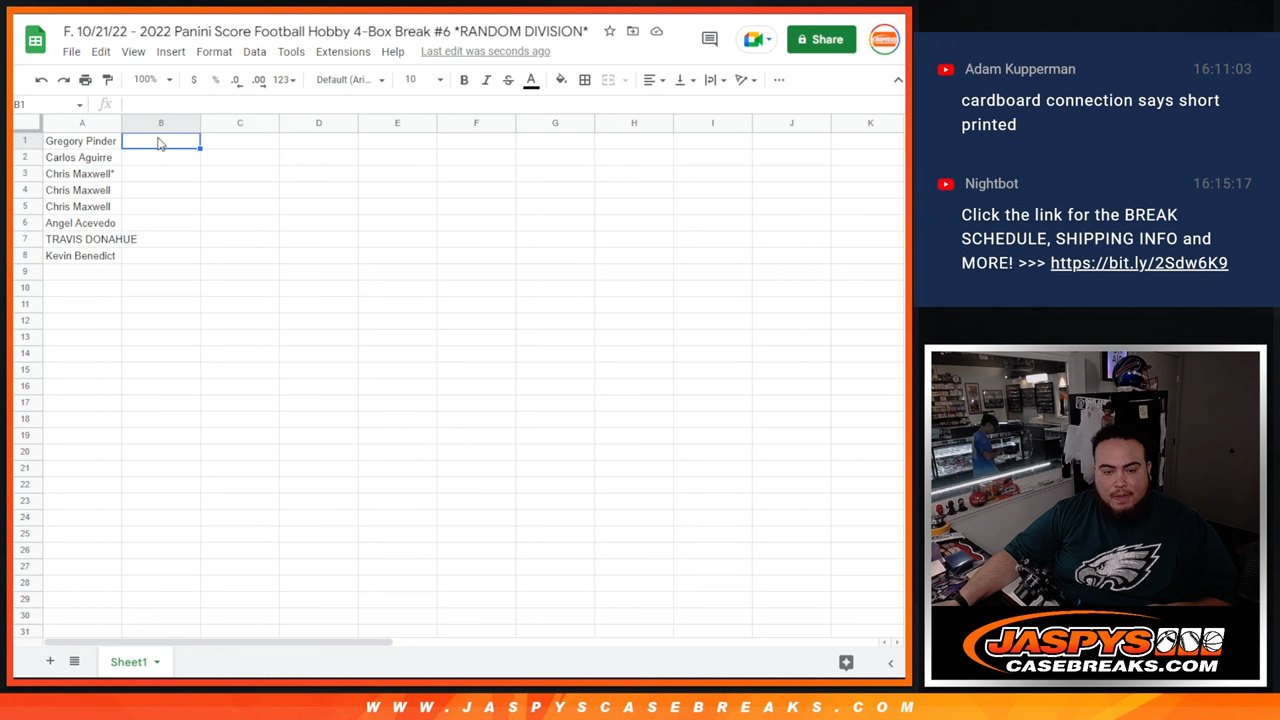 F. 10/21/22 - 2022 Panini Score Football Hobby 4-Box Break #6 *RANDOM DIVISION*
File Edit View Insert Format Data Tools Extensions Help Last edit was seconds ago
Share
100% $ % .0 .00 123 Default (Ari... 10 B I S A
B1 fx
A B C D E F G H I J K
1 Gregory Pinder
2 Carlos Aguirre
3 Chris Maxwell*
4 Chris Maxwell
5 Chris Maxwell
6 Angel Acevedo
7 TRAVIS DONAHUE
8 Kevin Benedict
9
10
11
12
13
14
15
16
17
18
19
20
21
22
23
24
25
26
27
28
29
30
31
Sheet1
Adam Kupperman 16:11:03
cardboard connection says short
printed
Nightbot 16:15:17
Click the link for the BREAK
SCHEDULE, SHIPPING INFO and
MORE! >>> https://bit.ly/2Sdw6K9
JASPYS
CASEBREAKS.COM
WWW.JASPYSCASEBREAKS.COM